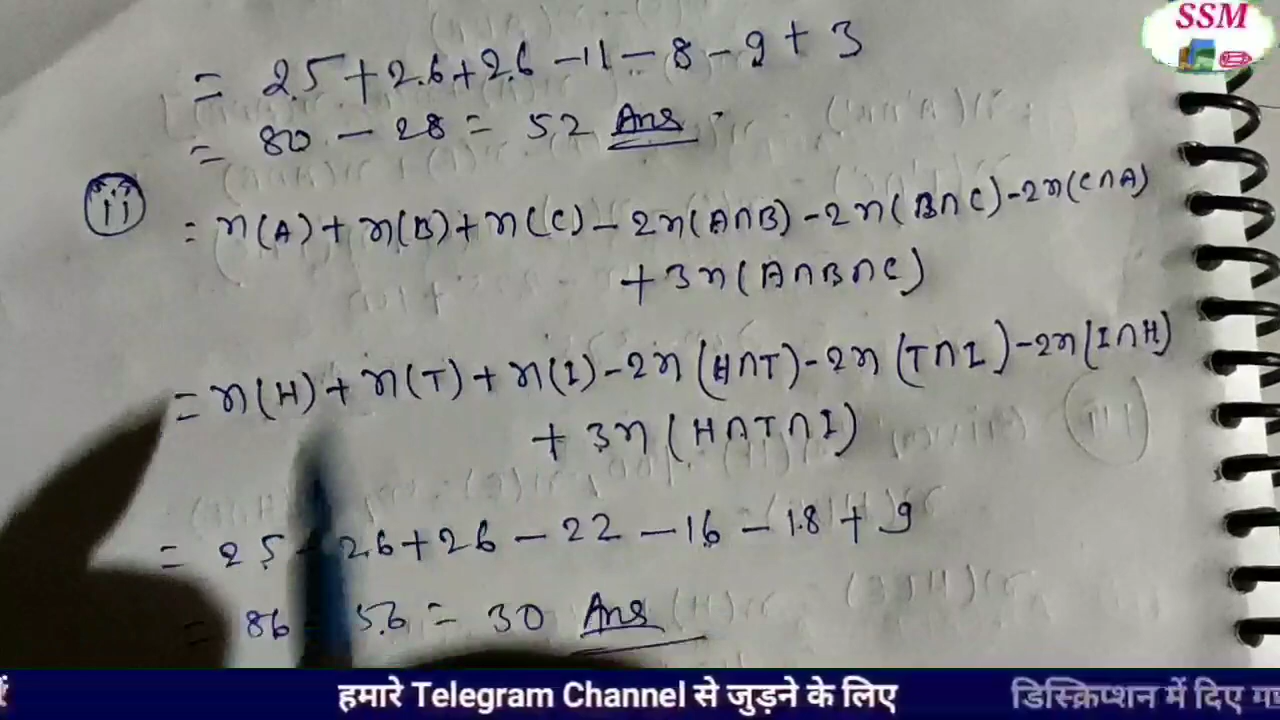 SSM
= 25 + 26 + 26 - 11 - 8 - 9 + 3
= 80 - 28 = 52 Ans
(ii)
= n(A) + n(B) + n(C) - 2n(A∩B) - 2n(B∩C) - 2n(C∩A)
+ 3n(A∩B∩C)
= n(H) + n(T) + n(I) - 2n(H∩T) - 2n(T∩I) - 2n(I∩H)
+ 3n(H∩T∩I)
= 25 + 26 + 26 - 22 - 16 - 18 + 9
= 86 - 56 = 30 Ans
हमारे Telegram Channel से जुड़ने के लिए डिस्क्रिप्शन में दिए